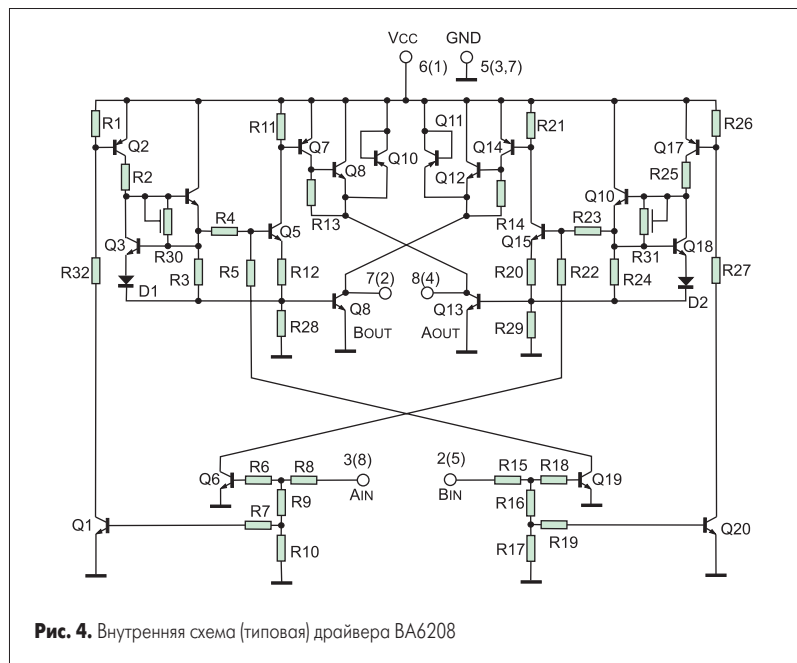 VCC
GND
6(1)
5(3,7)
R1
Q2
R11
Q7
Q10
Q11
Q14
R21
Q17
R26
R2
Q8
Q12
Q10
R25
R13
R14
R4
Q5
R23
Q3
R30
Q15
R31
Q18
R32
R3
R5
R12
7(2)
8(4)
R20
R22
R24
R27
D1
Q8
Q13
D2
R28
BOUT
AOUT
R29
3(8)
2(5)
Q6
R6
R8
AIN
BIN
R15
R18
Q19
R9
R16
Q1
R7
Q20
R10
R17
R19
Рис. 4. Внутренняя схема (типовая) драйвера BA6208